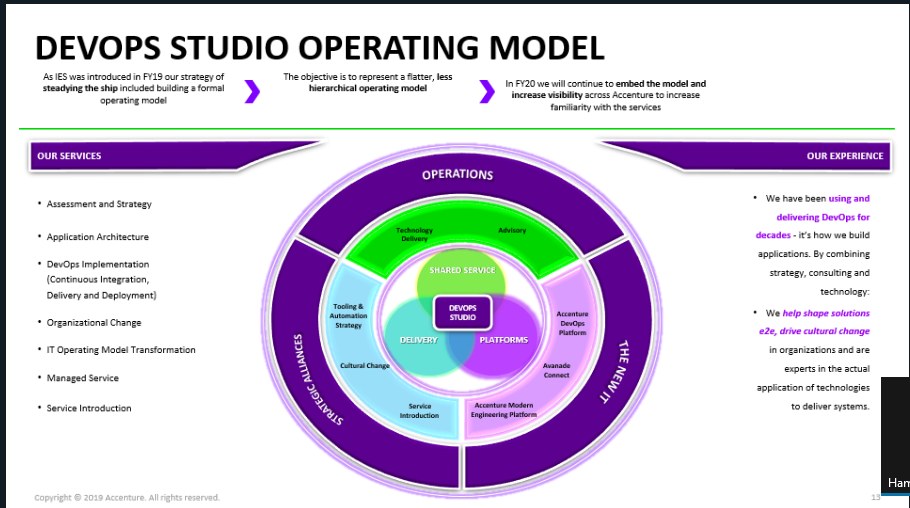 DEVOPS STUDIO OPERATING MODEL
As IES was introduced in FY19 our strategy of
steadying the ship included building a formal
operating model
The objective is to represent a flatter, less
hierarchical operating model
In FY20 we will continue to embed the model and
increase visibility across Accenture to increase
familiarity with the services
OUR SERVICES
• Assessment and Strategy
• Application Architecture
• DevOps Implementation
(Continuous Integration,
Delivery and Deployment)
• Organizational Change
• IT Operating Model Transformation
• Managed Service
• Service Introduction
OPERATIONS
Technology
Delivery
Advisory
SHARED SERVICE
DEVOPS
STUDIO
DELIVERY
PLATFORMS
Tooling &
Automation
Strategy
Cultural Change
Service
Introduction
Accenture
DevOps
Platform
Avanade
Connect
Accenture Modern
Engineering Platform
STRATEGIC ALLIANCES
THE NEW IT
OUR EXPERIENCE
• We have been using and
delivering DevOps for
decades - it's how we build
applications. By combining
strategy, consulting and
technology:
• We help shape solutions
e2e, drive cultural change
in organizations and are
experts in the actual
application of technologies
to deliver systems.
Copyright © 2019 Accenture. All rights reserved.
13
Ham